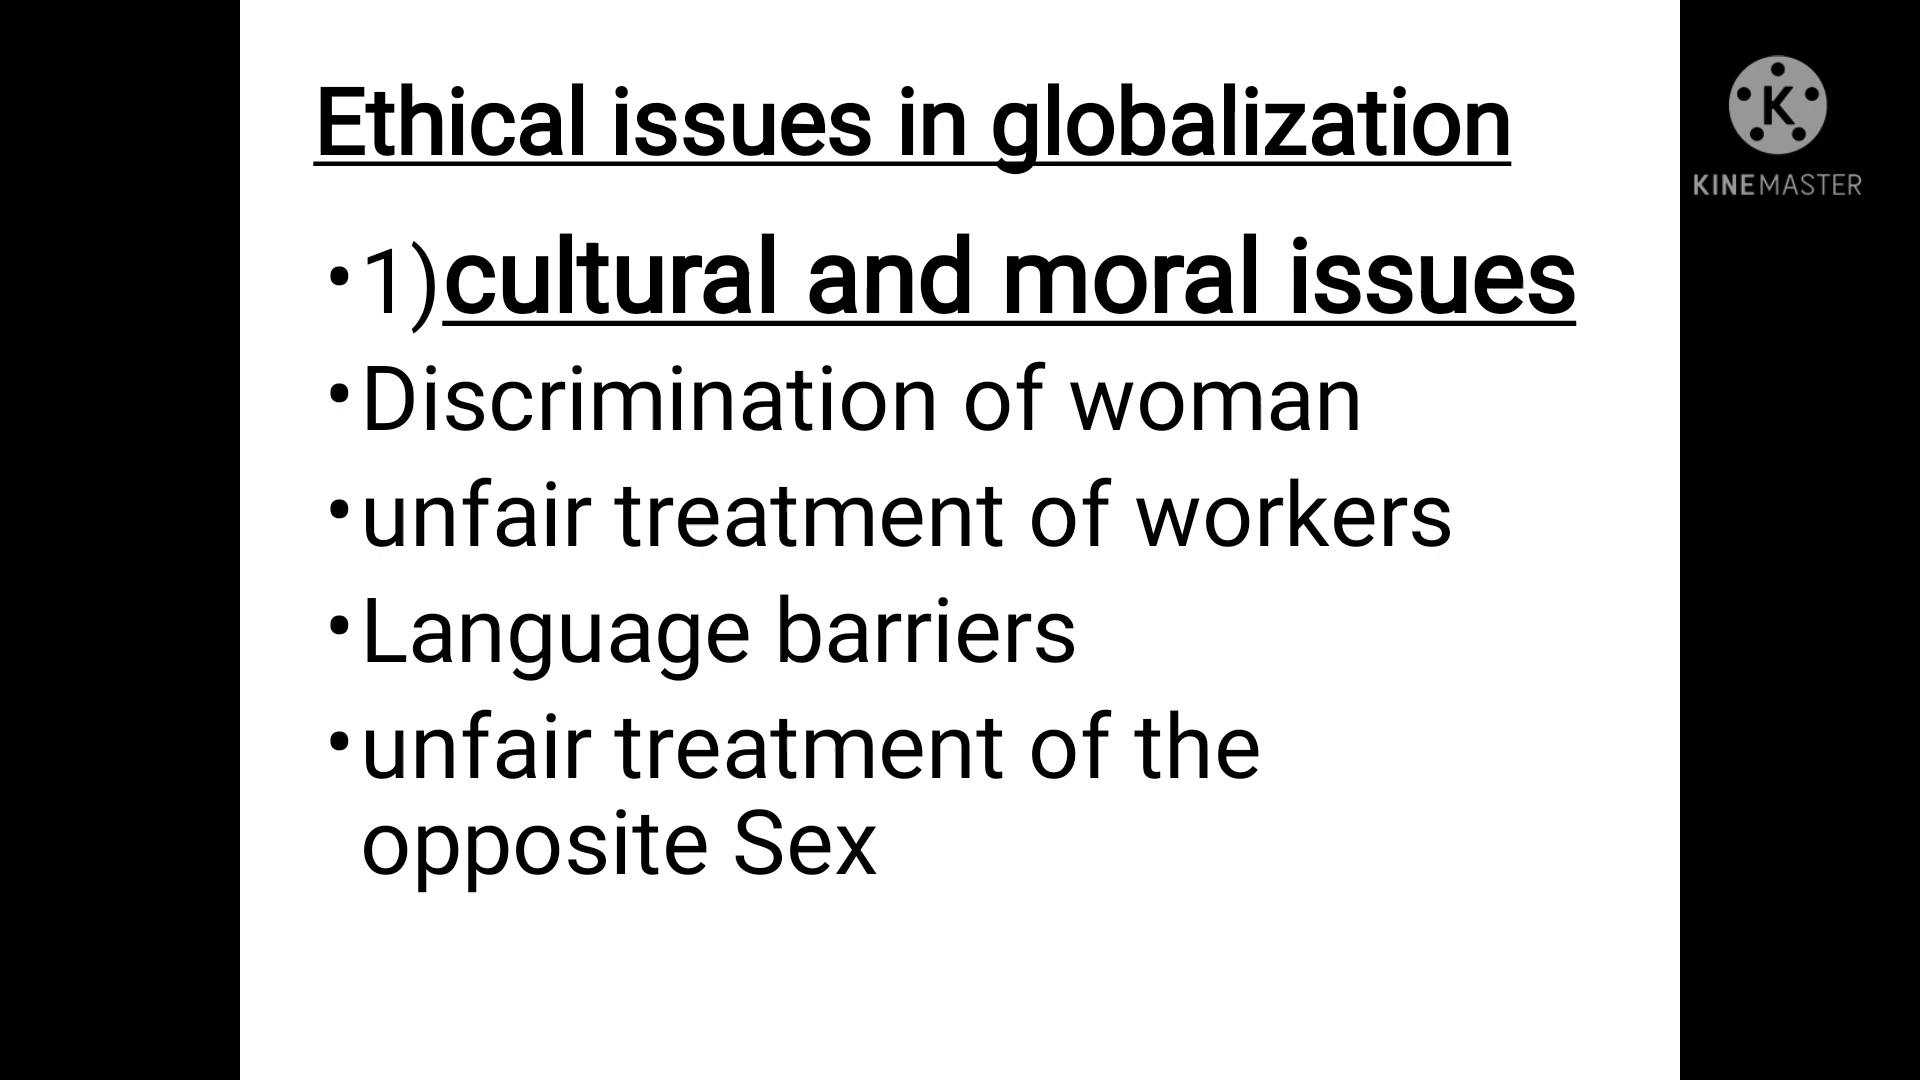 Ethical issues in globalization
KINEMASTER
•1)cultural and moral issues
•Discrimination of woman
•unfair treatment of workers
•Language barriers
•unfair treatment of the
opposite Sex